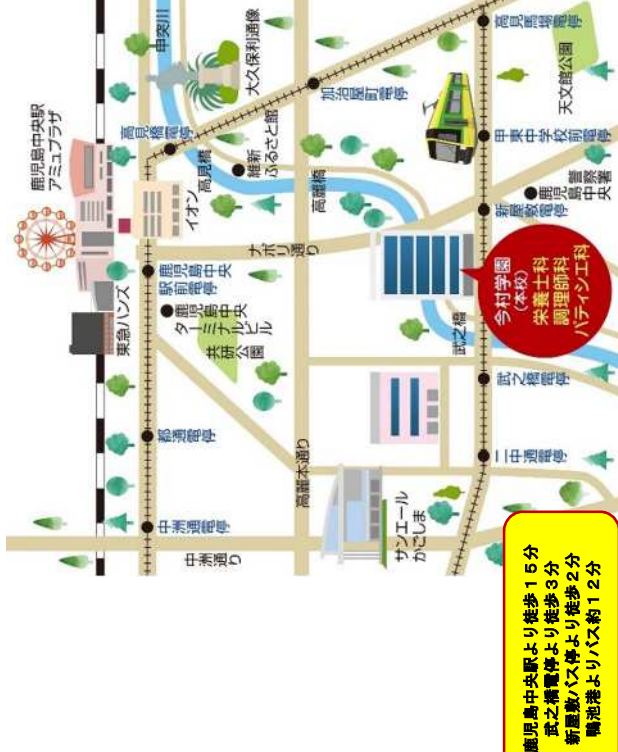 鹿児島中央駅
アミュプラザ
東急ハンズ
イオン
高見橋電停
高見橋
甲突川
大久保利通像
維新
ふるさと館
加治屋町電停
高見馬場電停
天文館公園
甲東中学校前電停
鹿児島
中央
警察署
新屋敷電停
高麗橋
ナポリ通り
鹿児島中央
駅前電停
鹿児島中央
ターミナルビル
共研公園
都通電停
中洲通電停
中洲通り
高麗本通り
サンエール
かごしま
武之橋
武之橋電停
二中通電停
今村学園
(本校)
栄養士科
調理師科
パティシエ科
鹿児島中央駅より徒歩15分
武之橋電停より徒歩3分
新屋敷バス停より徒歩2分
鴨池港よりバス約12分